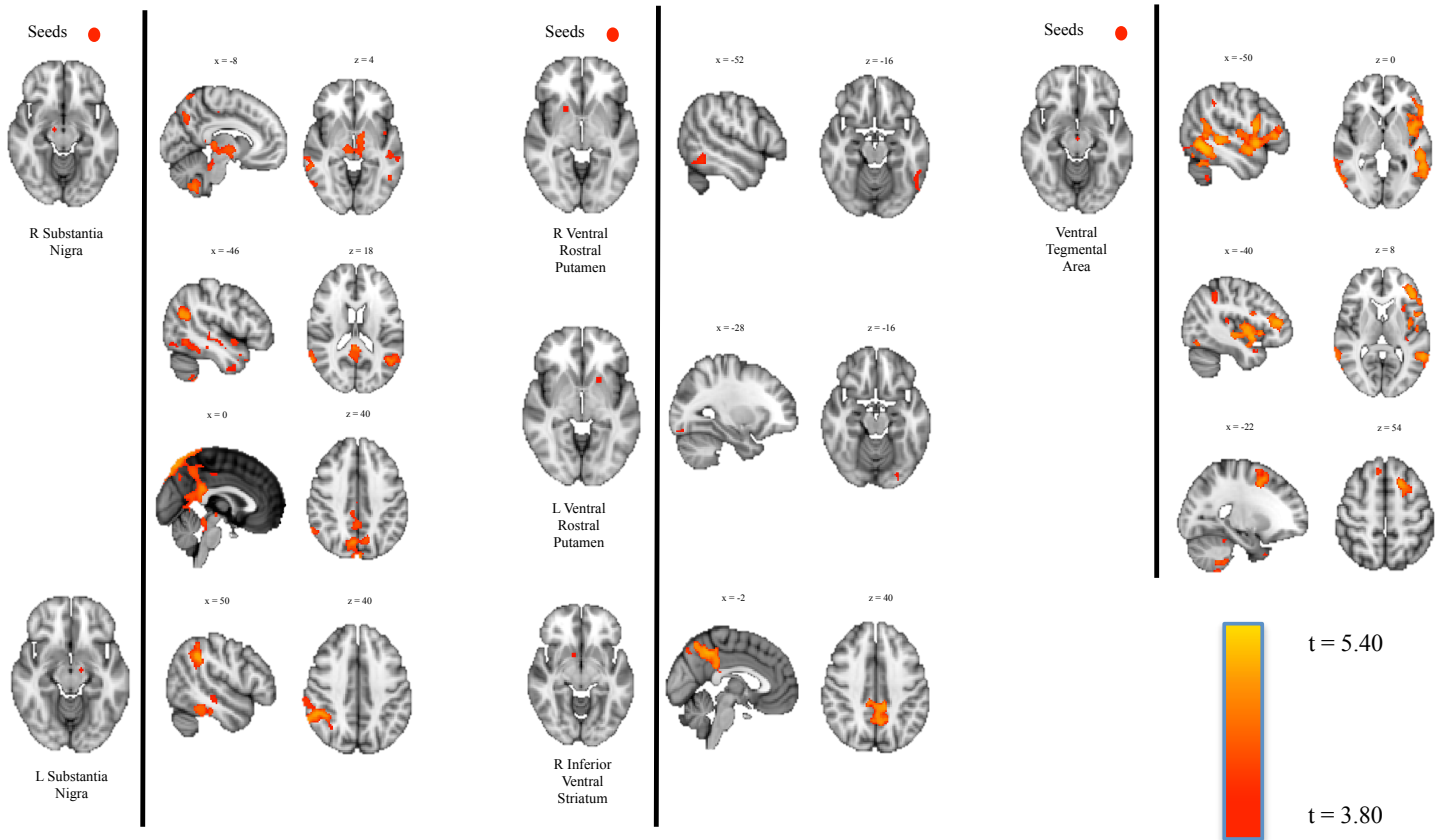 Seeds
x = -8
z = 4
R Substantia
Nigra
x = -46
z = 18
x = 0
z = 40
x = 50
z = 40
L Substantia
Nigra
Seeds
x = -52
z = -16
R Ventral
Rostral
Putamen
x = -28
z = -16
L Ventral
Rostral
Putamen
x = -2
z = 40
R Inferior
Ventral
Striatum
Seeds
x = -50
z = 0
Ventral
Tegmental
Area
x = -40
z = 8
x = -22
z = 54
t = 5.40
t = 3.80